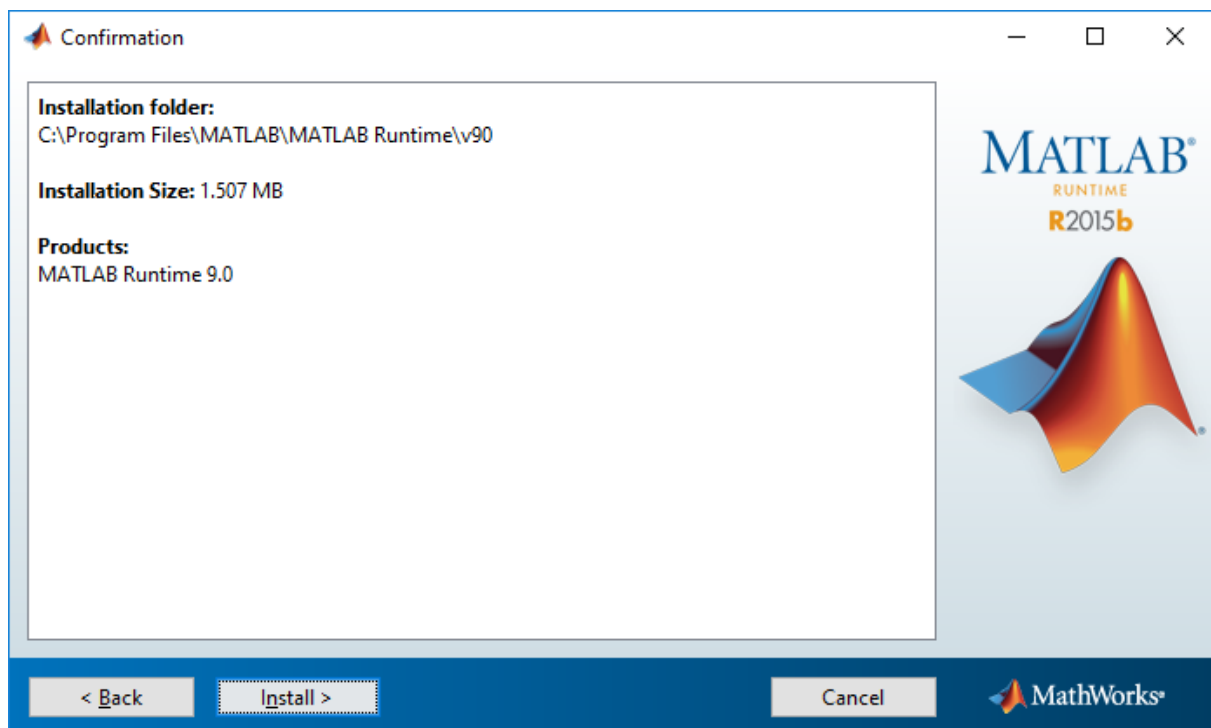 Confirmation
Installation folder:
C:\Program Files\MATLAB\MATLAB Runtime\v90
Installation Size: 1.507 MB
Products:
MATLAB Runtime 9.0
MATLAB®
RUNTIME
R2015b
®
< Back
Install >
Cancel
MathWorks®